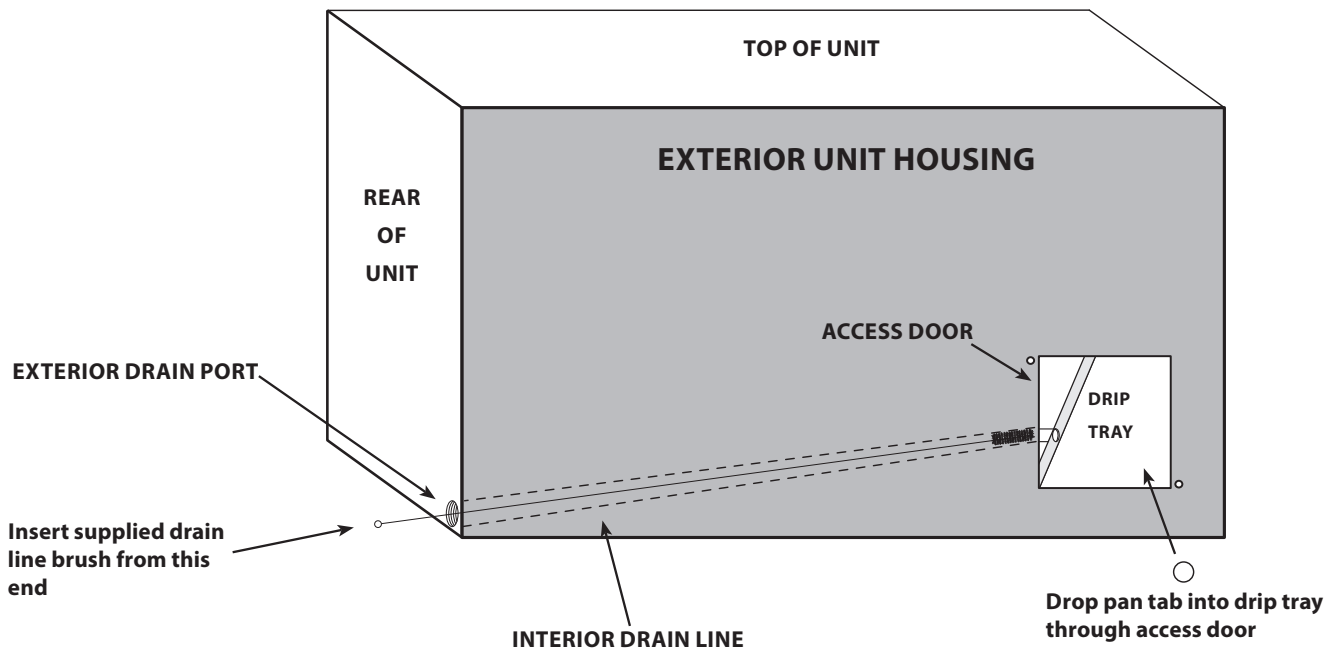 TOP OF UNIT
EXTERIOR UNIT HOUSING
REAR
OF
UNIT
ACCESS DOOR
EXTERIOR DRAIN PORT
DRIP
TRAY
Insert supplied drain
line brush from this
end
Drop pan tab into drip tray
through access door
INTERIOR DRAIN LINE